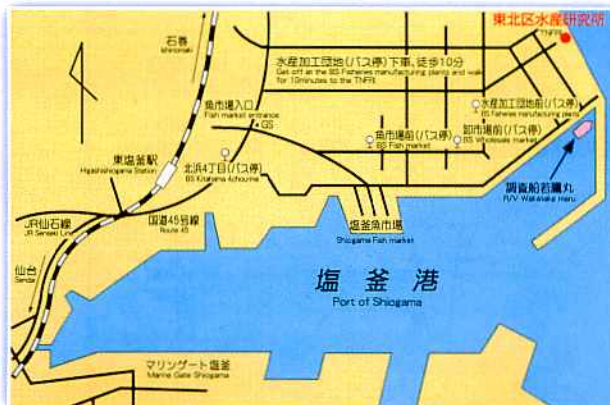 東北区水産研究所
TNFRI
石巻
Ishinomaki
水産加工団地(バス停)下車、徒歩10分
Get off at the BS Fisheries manufacturing plants and walk
for 10minutes to the TNFRI
魚市場入口
Fish market entrance
GS
水産加工団地前(バス停)
BS Fisheries manufacturing plants
魚市場前(バス停)
BS Fish market
卸市場前(バス停)
BS Wholesale market
東塩釜駅
Higashishiogama Station
北浜4丁目(バス停)
BS Kitahama 4choume
調査船若鷹丸
R/V Wakataka maru
JR仙石線
JR Senseki Line
国道45号線
Route 45
塩釜魚市場
Shiogama Fish market
仙台
Sendai
塩釜港
Port of Shiogama
マリンゲート塩釜
Marine Gate Shiogama